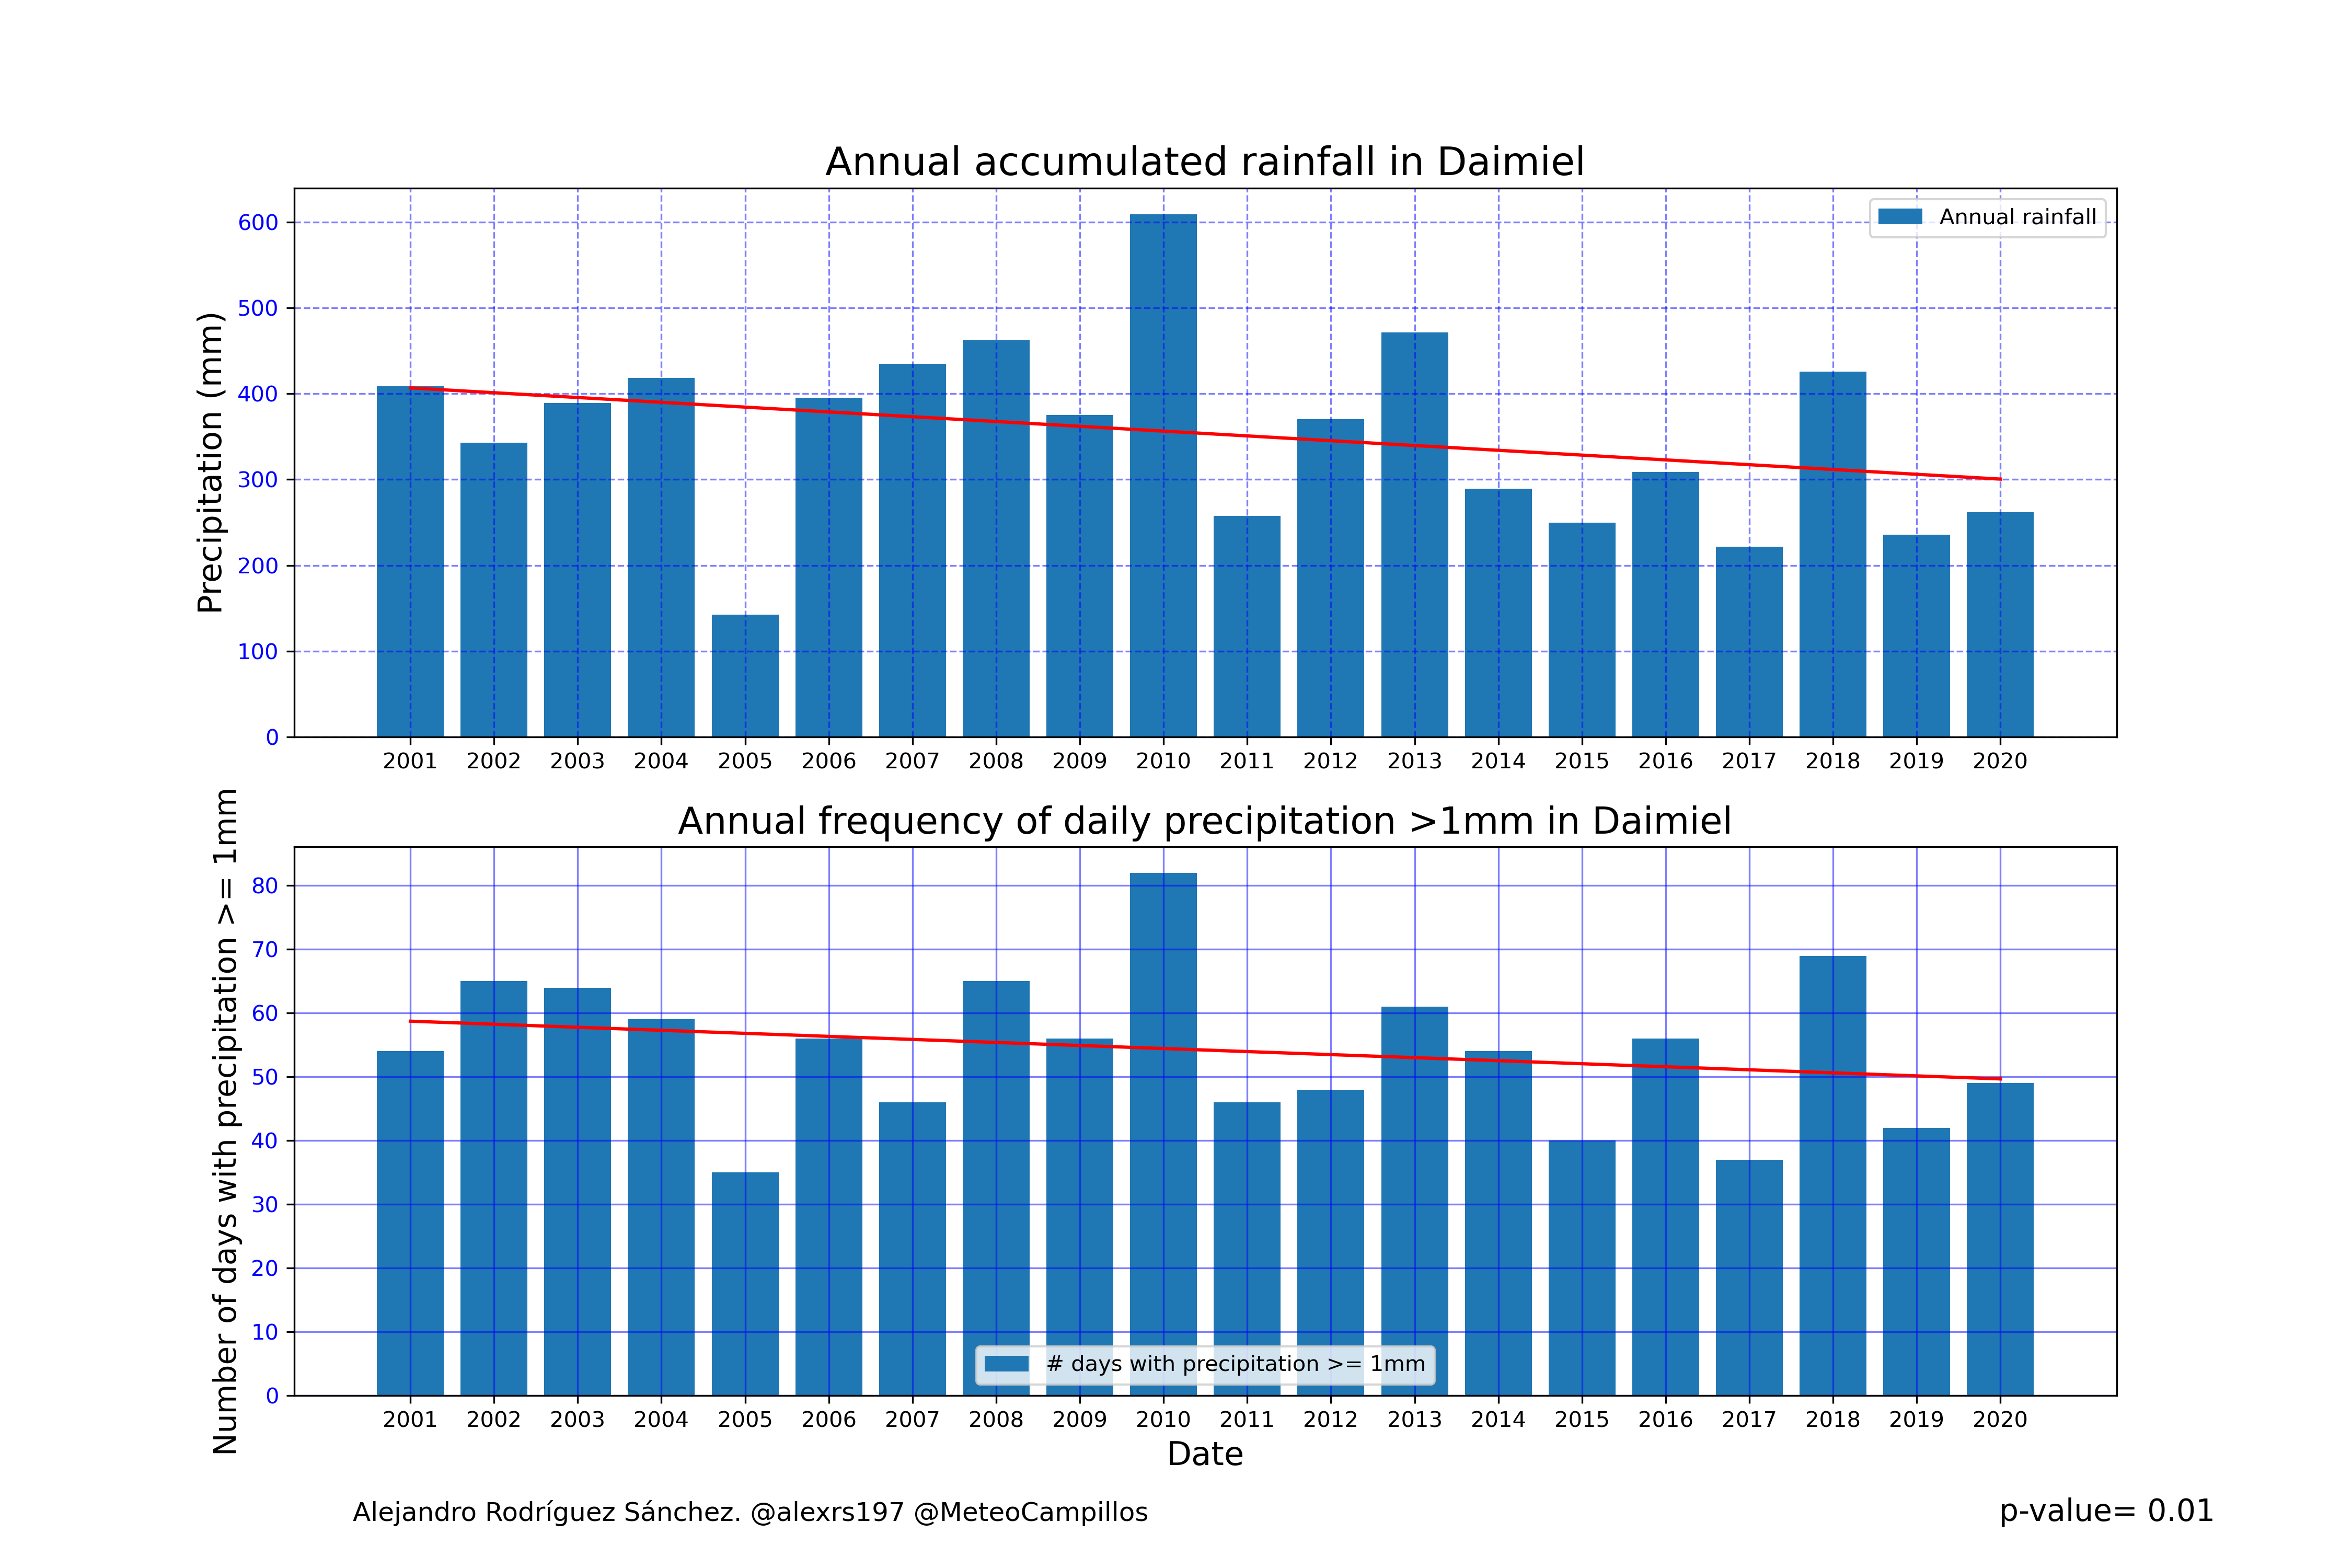 Annual accumulated rainfall in Daimiel
Precipitation (mm)
600
500
400
300
200
100
0
Annual rainfall
2001 2002 2003 2004 2005 2006 2007 2008 2009 2010 2011 2012 2013 2014 2015 2016 2017 2018 2019 2020
Annual frequency of daily precipitation >1mm in Daimiel
Number of days with precipitation >= 1mm
80
70
60
50
40
30
20
10
0
# days with precipitation >= 1mm
2001 2002 2003 2004 2005 2006 2007 2008 2009 2010 2011 2012 2013 2014 2015 2016 2017 2018 2019 2020
Date
Alejandro Rodríguez Sánchez. @alexrs197 @MeteoCampillos
p-value= 0.01